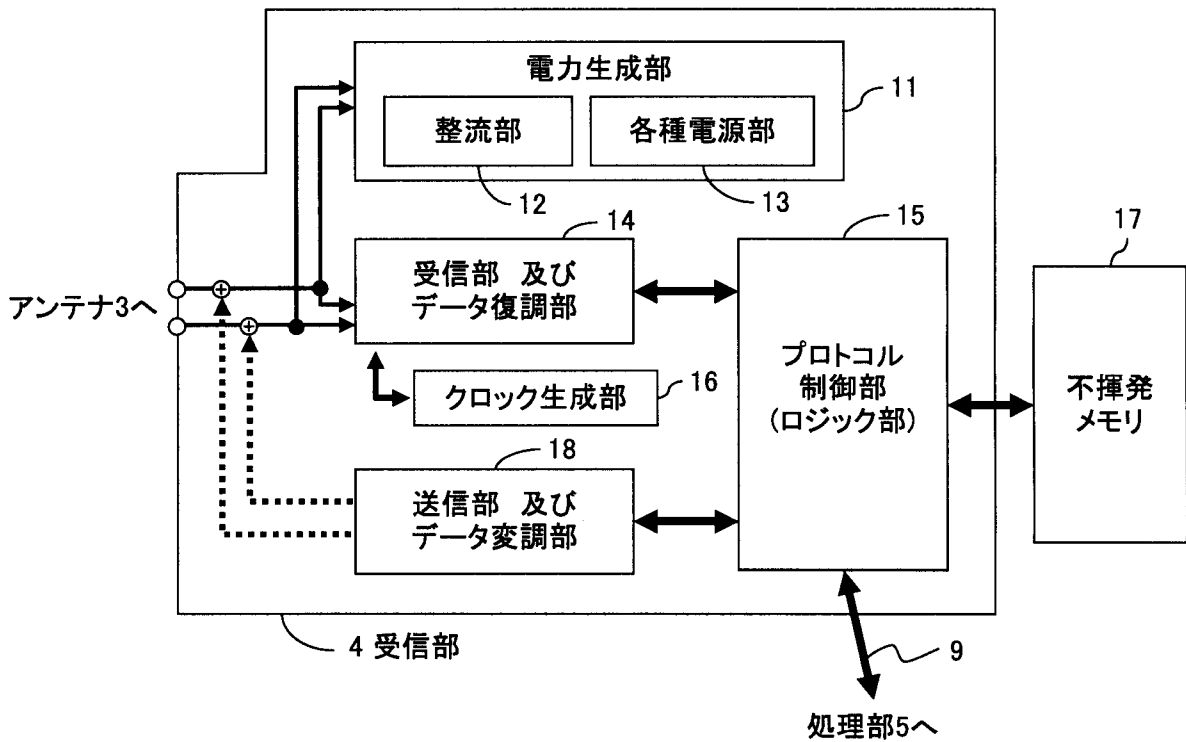 電力生成部
11
整流部
各種電源部
12
13
14
15
17
受信部 及び
データ復調部
アンテナ3へ
プロトコル
制御部
(ロジック部)
不揮発
メモリ
クロック生成部
16
18
送信部 及び
データ変調部
4 受信部
9
処理部5へ